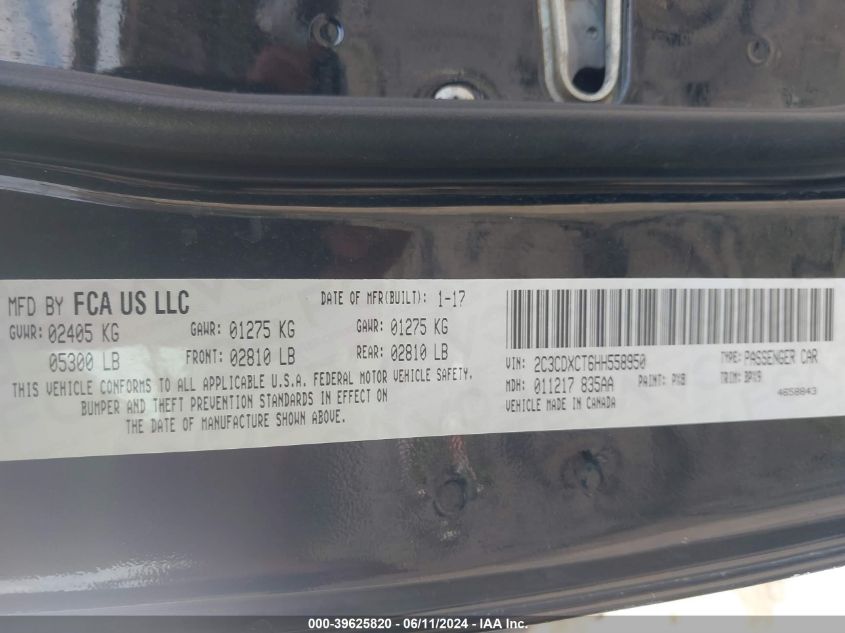 MFD BY FCA US LLC
DATE OF MFR(BUILT): 1-17
GVWR: 02405 KG
GAWR: 01275 KG
GAWR: 01275 KG
05300 LB
FRONT: 02810 LB
REAR: 02810 LB
THIS VEHICLE CONFORMS TO ALL APPLICABLE U.S.A. FEDERAL MOTOR VEHICLE SAFETY,
BUMPER AND THEFT PREVENTION STANDARDS IN EFFECT ON
THE DATE OF MANUFACTURE SHOWN ABOVE.
VIN: 2C3CDXCT6HH558950
TYPE: PASSENGER CAR
MDH: 011217 835AA
PAINT: PX8
TRIM: BPX9
VEHICLE MADE IN CANADA
4658843
000-39625820 - 06/11/2024 - IAA Inc.